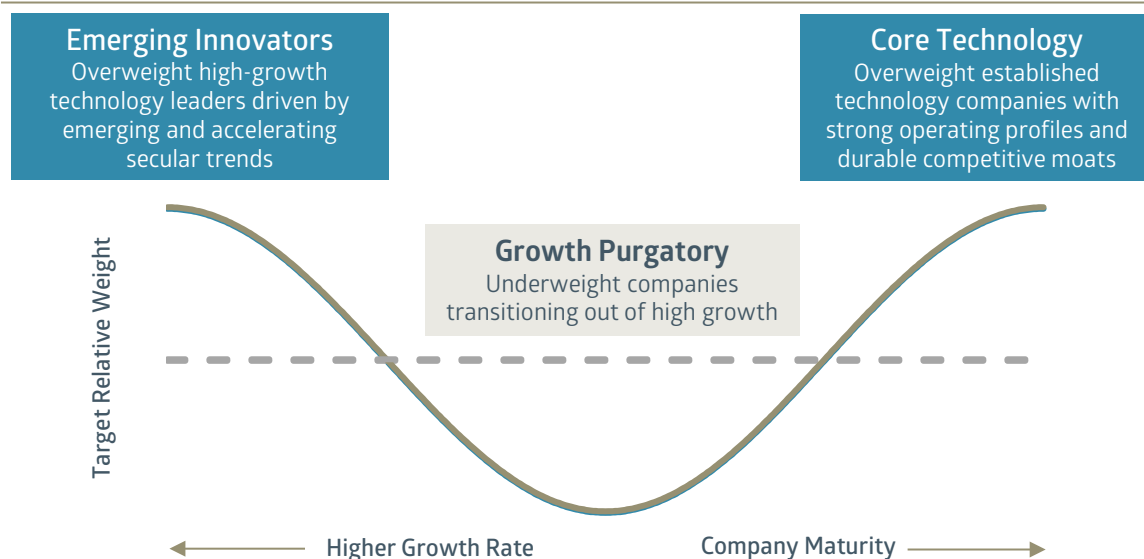 Emerging Innovators
Overweight high-growth
technology leaders driven by
emerging and accelerating
secular trends
Core Technology
Overweight established
technology companies with
strong operating profiles and
durable competitive moats
Growth Purgatory
Underweight companies
transitioning out of high growth
Target Relative Weight
Higher Growth Rate
Company Maturity